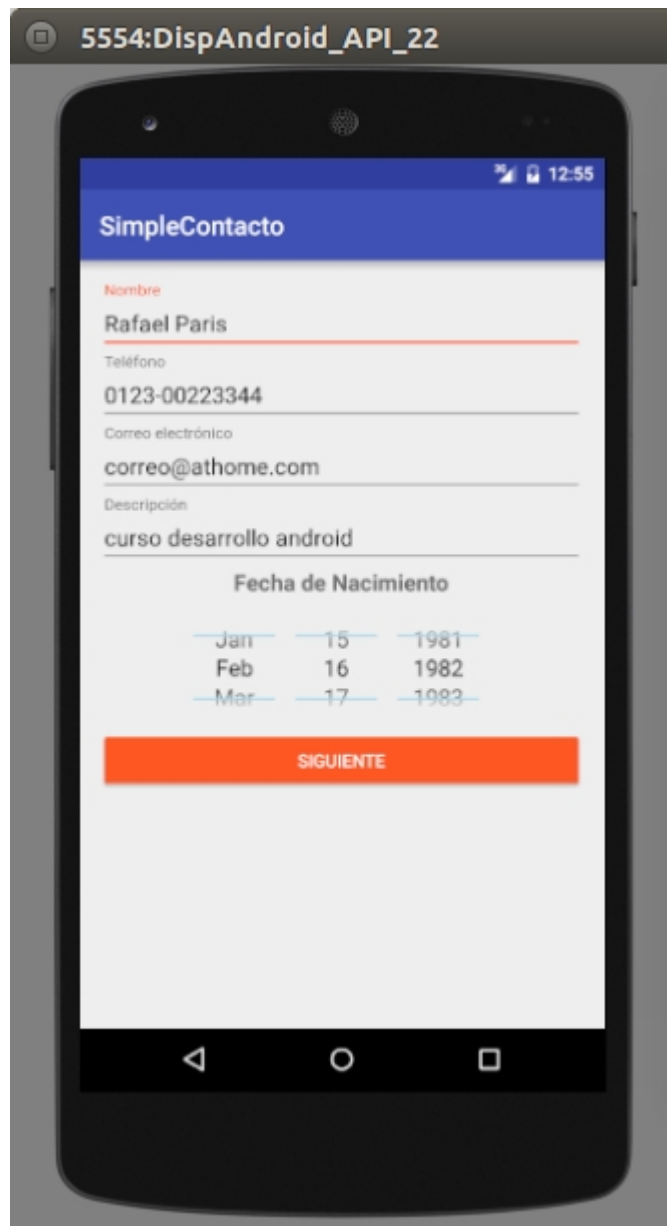 5554:DispAndroid_API_22
3G 12:55
SimpleContacto
Nombre
Rafael Paris
Teléfono
0123-00223344
Correo electrónico
correo@athome.com
Descripción
curso desarrollo android
Fecha de Nacimiento
Jan 15 1981
Feb 16 1982
Mar 17 1983
SIGUIENTE